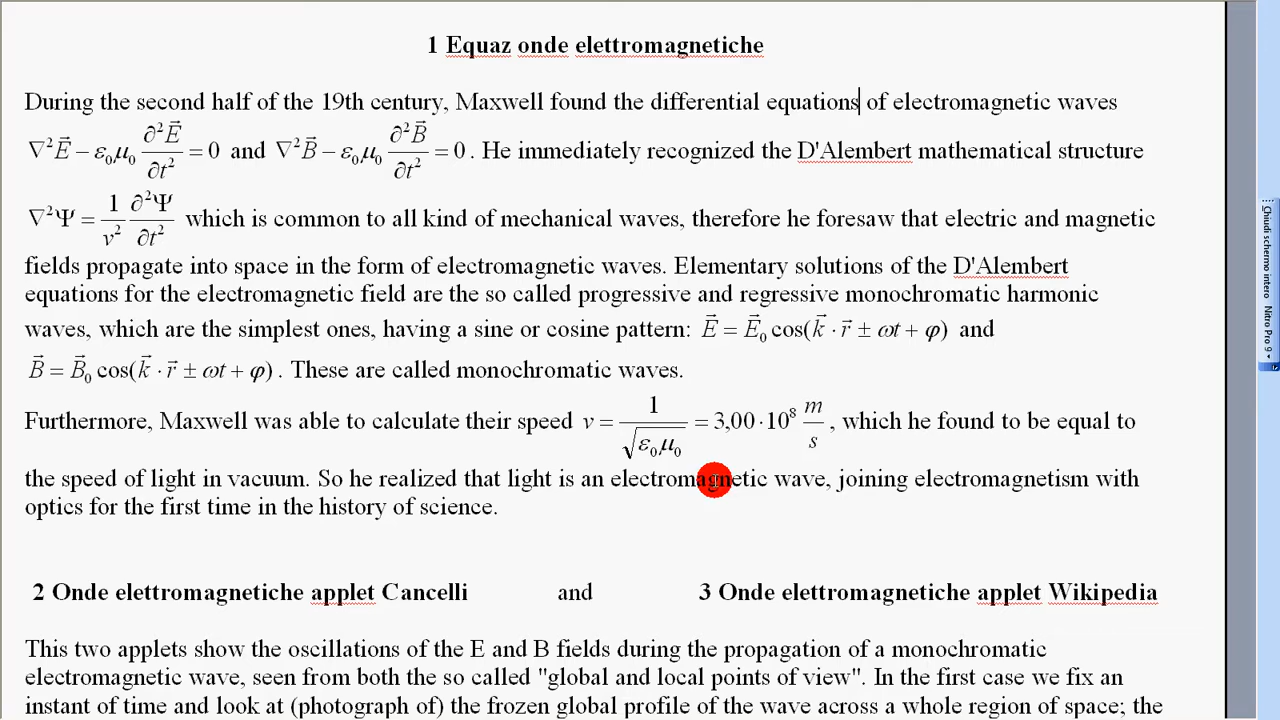 1 Equaz onde elettromagnetiche
During the second half of the 19th century, Maxwell found the differential equations of electromagnetic waves
∇²E⃗ − ε₀μ₀ ∂²E⃗/∂t² = 0 and ∇²B⃗ − ε₀μ₀ ∂²B⃗/∂t² = 0 . He immediately recognized the D'Alembert mathematical structure
∇²Ψ = 1/v² ∂²Ψ/∂t² which is common to all kind of mechanical waves, therefore he foresaw that electric and magnetic
fields propagate into space in the form of electromagnetic waves. Elementary solutions of the D'Alembert
equations for the electromagnetic field are the so called progressive and regressive monochromatic harmonic
waves, which are the simplest ones, having a sine or cosine pattern: E⃗ = E⃗₀ cos(k⃗ · r⃗ ± ωt + φ) and
B⃗ = B⃗₀ cos(k⃗ · r⃗ ± ωt + φ) . These are called monochromatic waves.
Furthermore, Maxwell was able to calculate their speed v = 1/√ε₀μ₀ = 3,00 · 10⁸ m/s , which he found to be equal to
the speed of light in vacuum. So he realized that light is an electromagnetic wave, joining electromagnetism with
optics for the first time in the history of science.
2 Onde elettromagnetiche applet Cancelli and 3 Onde elettromagnetiche applet Wikipedia
This two applets show the oscillations of the E and B fields during the propagation of a monochromatic
electromagnetic wave, seen from both the so called "global and local points of view". In the first case we fix an
instant of time and look at (photograph of) the frozen global profile of the wave across a whole region of space; the
Chiudi schermo intero Nitro Pro 9